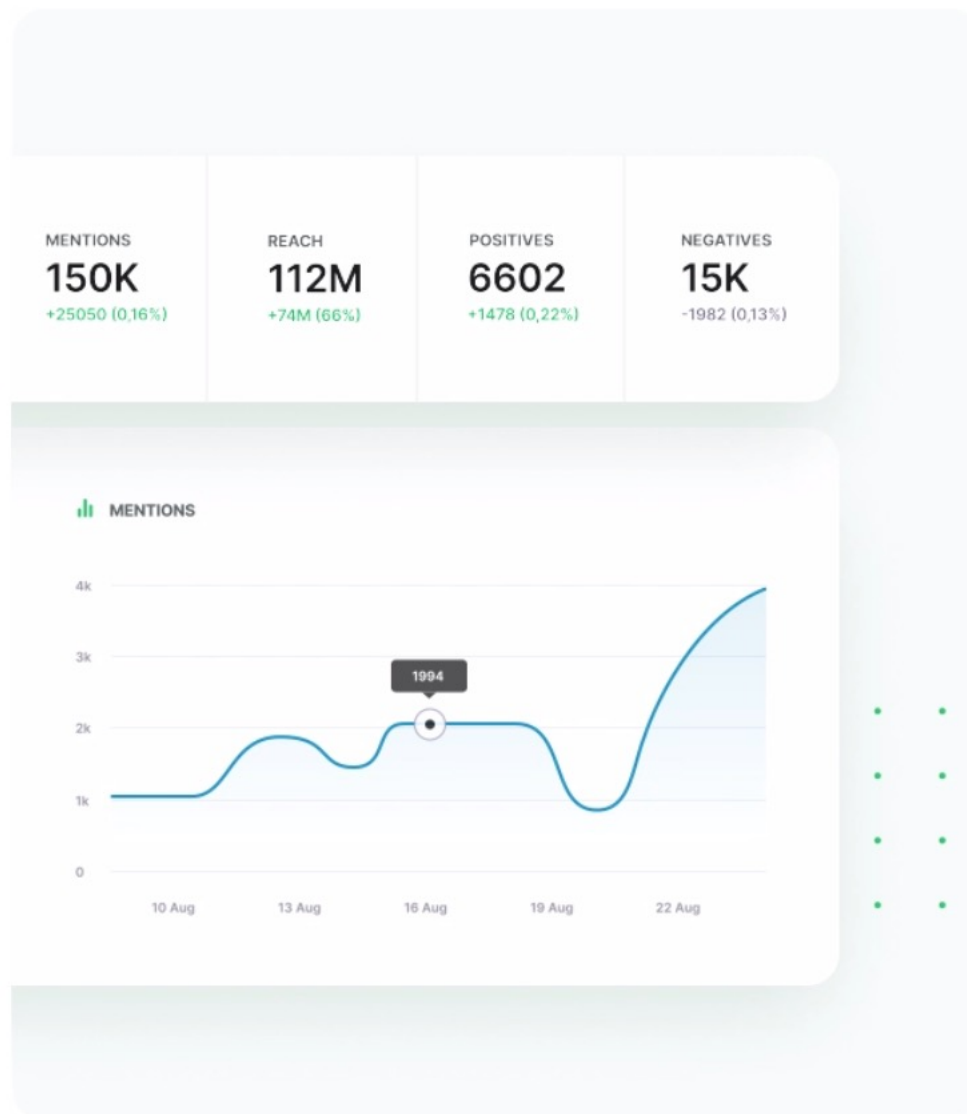 MENTIONS
150K
+25050 (0,16%)
REACH
112M
+74M (66%)
POSITIVES
6602
+1478 (0,22%)
NEGATIVES
15K
-1982 (0,13%)
MENTIONS
4k
3k
1994
2k
1k
0
10 Aug 13 Aug 16 Aug 19 Aug 22 Aug